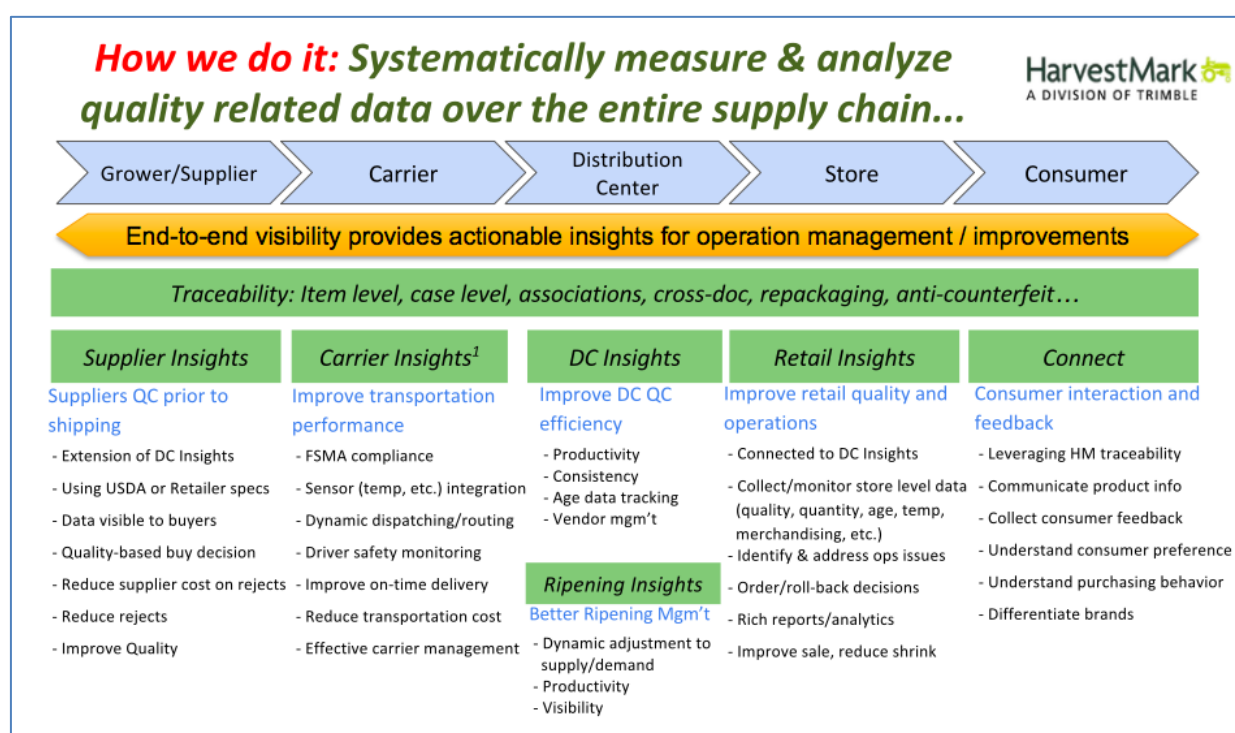 How we do it: Systematically measure & analyze
quality related data over the entire supply chain...
HarvestMark
A DIVISION OF TRIMBLE
Grower/Supplier
Carrier
Distribution
Center
Store
Consumer
End-to-end visibility provides actionable insights for operation management / improvements
Traceability: Item level, case level, associations, cross-doc, repackaging, anti-counterfeit…
Supplier Insights
Suppliers QC prior to
shipping
- Extension of DC Insights
- Using USDA or Retailer specs
- Data visible to buyers
- Quality-based buy decision
- Reduce supplier cost on rejects
- Reduce rejects
- Improve Quality
Carrier Insights¹
Improve transportation
performance
- FSMA compliance
- Sensor (temp, etc.) integration
- Dynamic dispatching/routing
- Driver safety monitoring
- Improve on-time delivery
- Reduce transportation cost
- Effective carrier management
DC Insights
Improve DC QC
efficiency
- Productivity
- Consistency
- Age data tracking
- Vendor mgm't
Ripening Insights
Better Ripening Mgm't
- Dynamic adjustment to
supply/demand
- Productivity
- Visibility
Retail Insights
Improve retail quality and
operations
- Connected to DC Insights
- Collect/monitor store level data
(quality, quantity, age, temp,
merchandising, etc.)
- Identify & address ops issues
- Order/roll-back decisions
- Rich reports/analytics
- Improve sale, reduce shrink
Connect
Consumer interaction and
feedback
- Leveraging HM traceability
- Communicate product info
- Collect consumer feedback
- Understand consumer preference
- Understand purchasing behavior
- Differentiate brands